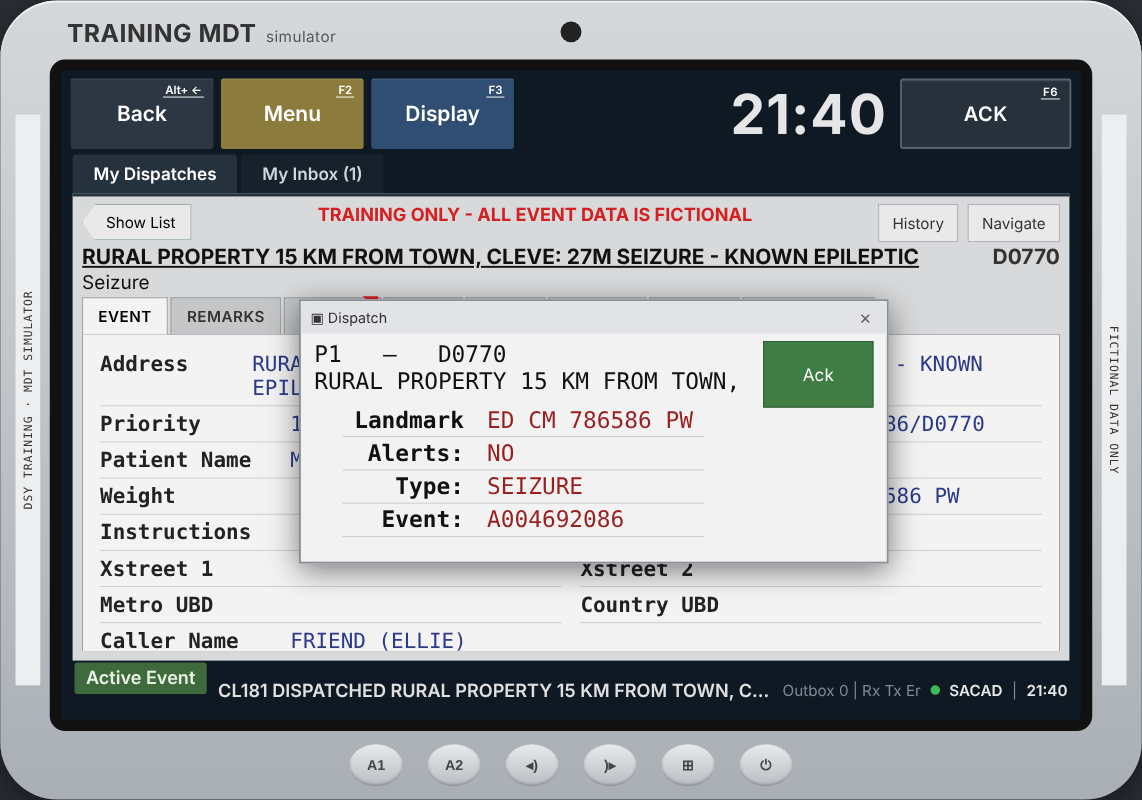 TRAINING MDT simulator
Back Alt+ ←
Menu F2
Display F3
21:40
ACK F6
My Dispatches
My Inbox (1)
Show List
TRAINING ONLY - ALL EVENT DATA IS FICTIONAL
History
Navigate
RURAL PROPERTY 15 KM FROM TOWN, CLEVE: 27M SEIZURE - KNOWN EPILEPTIC
D0770
Seizure
EVENT
REMARKS
Dispatch
P1 – D0770
RURAL PROPERTY 15 KM FROM TOWN,
Ack
Landmark ED CM 786586 PW
Alerts: NO
Type: SEIZURE
Event: A004692086
Address
- KNOWN
Priority 1
/D0770
Patient Name
Weight
PW
Instructions
Xstreet 1
Xstreet 2
Metro UBD
Country UBD
Caller Name FRIEND (ELLIE)
Active Event
CL181 DISPATCHED RURAL PROPERTY 15 KM FROM TOWN, C...
Outbox 0 | Rx Tx Er
SACAD | 21:40
A1
A2
DSY TRAINING · MDT SIMULATOR
FICTIONAL DATA ONLY